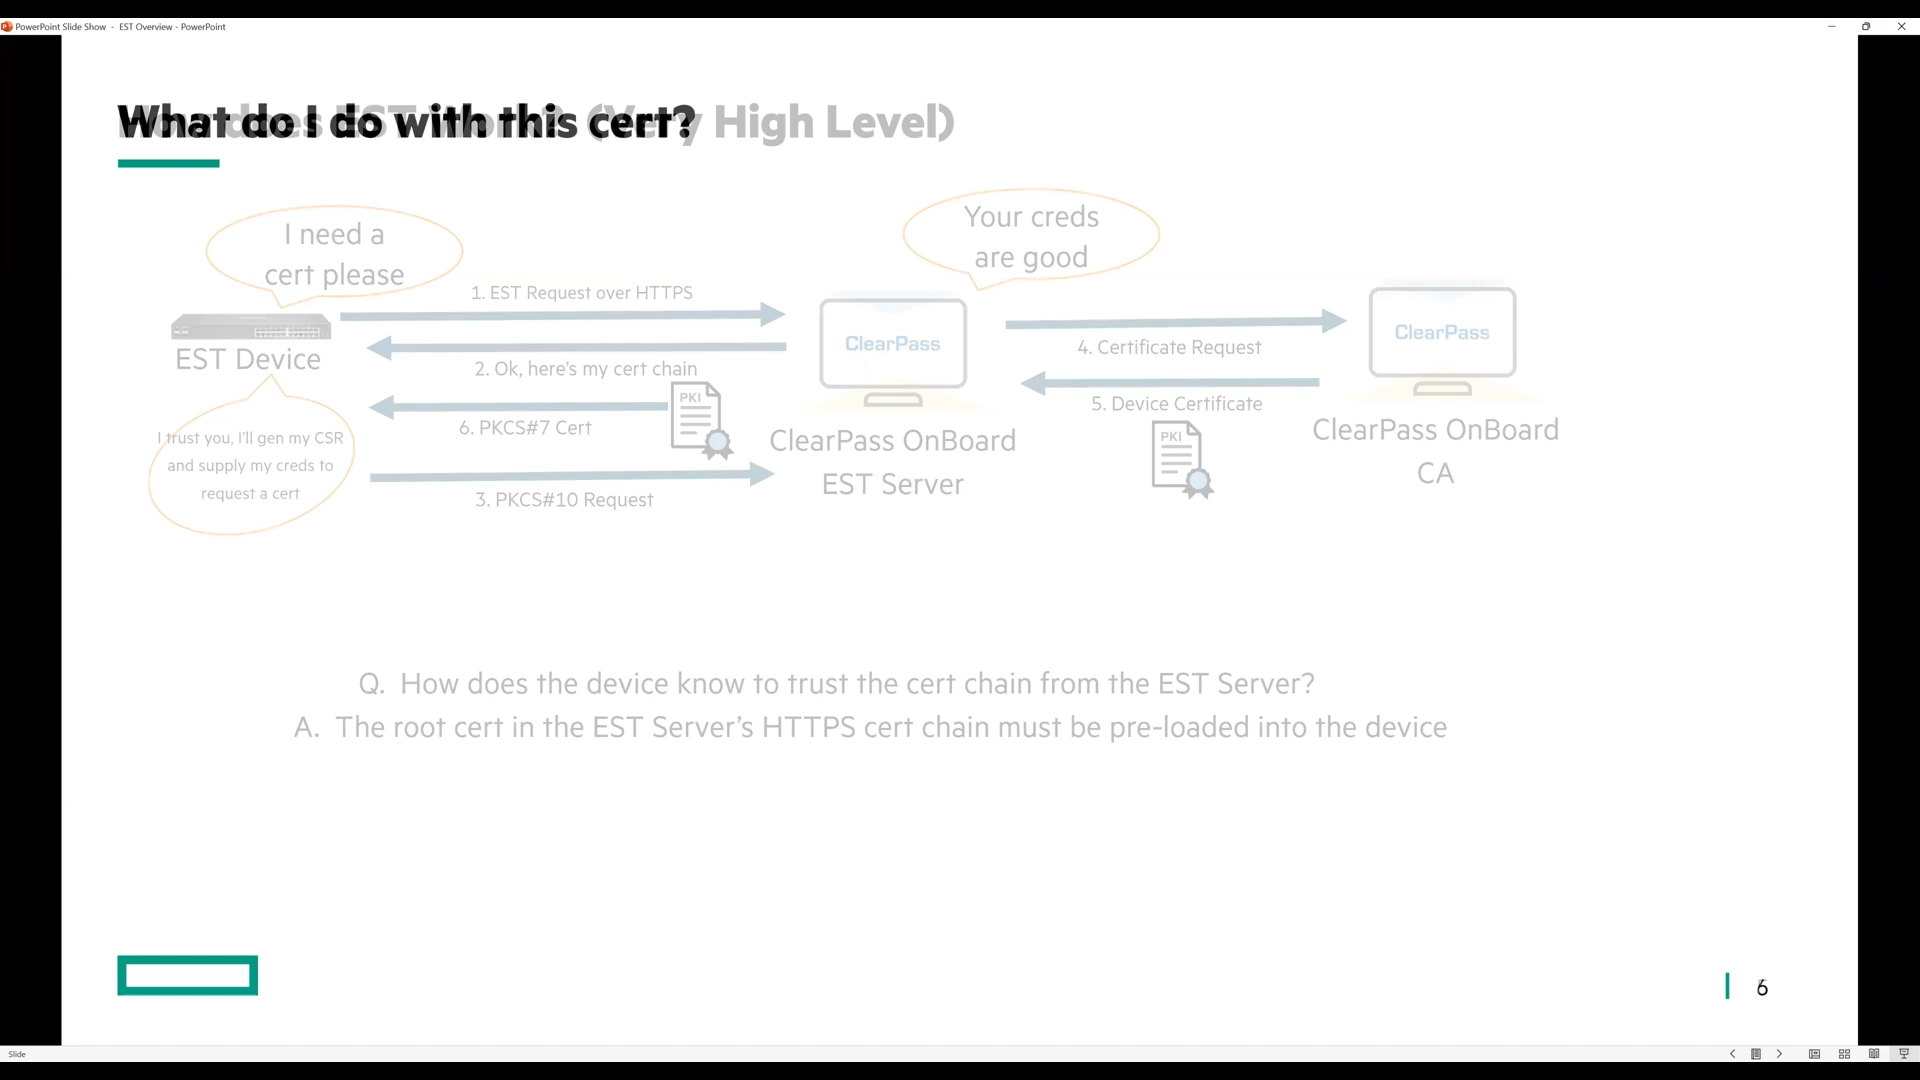 PowerPoint Slide Show - EST Overview - PowerPoint
What do I do with this cert?
(Very High Level)
I need a
cert please
Your creds
are good
1. EST Request over HTTPS
EST Device
2. Ok, here's my cert chain
ClearPass
4. Certificate Request
ClearPass
PKI
6. PKCS#7 Cert
5. Device Certificate
I trust you, I'll gen my CSR
and supply my creds to
request a cert
ClearPass OnBoard
EST Server
PKI
ClearPass OnBoard
CA
3. PKCS#10 Request
Q. How does the device know to trust the cert chain from the EST Server?
A. The root cert in the EST Server's HTTPS cert chain must be pre-loaded into the device
6
Slide